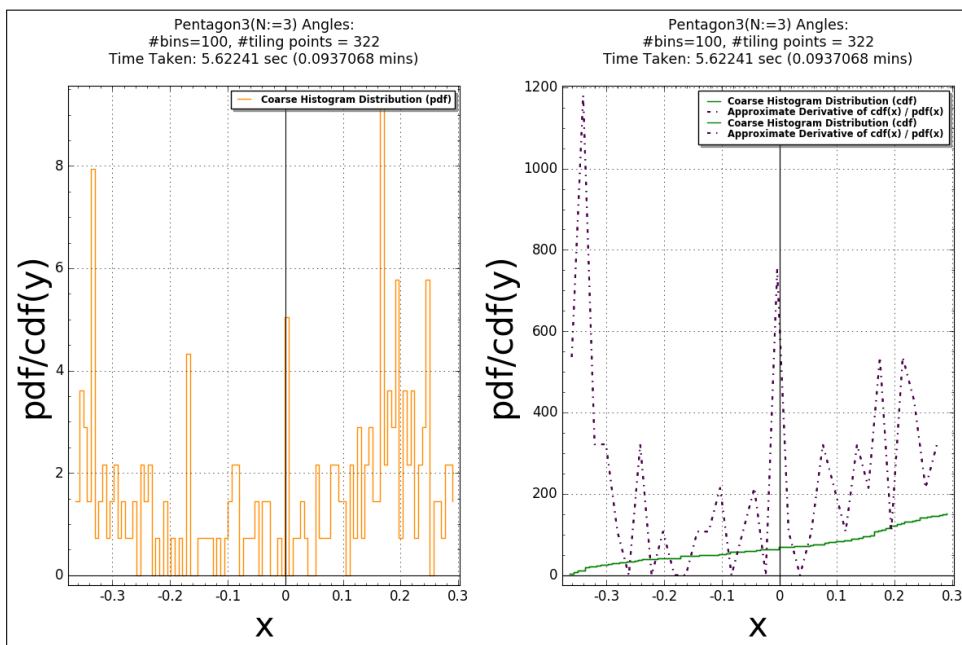 Pentagon3(N:=3) Angles:
#bins=100, #tiling points = 322
Time Taken: 5.62241 sec (0.0937068 mins)
Coarse Histogram Distribution (pdf)
pdf/cdf(y)
8
6
4
2
0
-0.3
-0.2
-0.1
0
0.1
0.2
0.3
x
Pentagon3(N:=3) Angles:
#bins=100, #tiling points = 322
Time Taken: 5.62241 sec (0.0937068 mins)
Coarse Histogram Distribution (cdf)
Approximate Derivative of cdf(x) / pdf(x)
Coarse Histogram Distribution (cdf)
Approximate Derivative of cdf(x) / pdf(x)
pdf/cdf(y)
1200
1000
800
600
400
200
0
-0.3
-0.2
-0.1
0
0.1
0.2
0.3
x